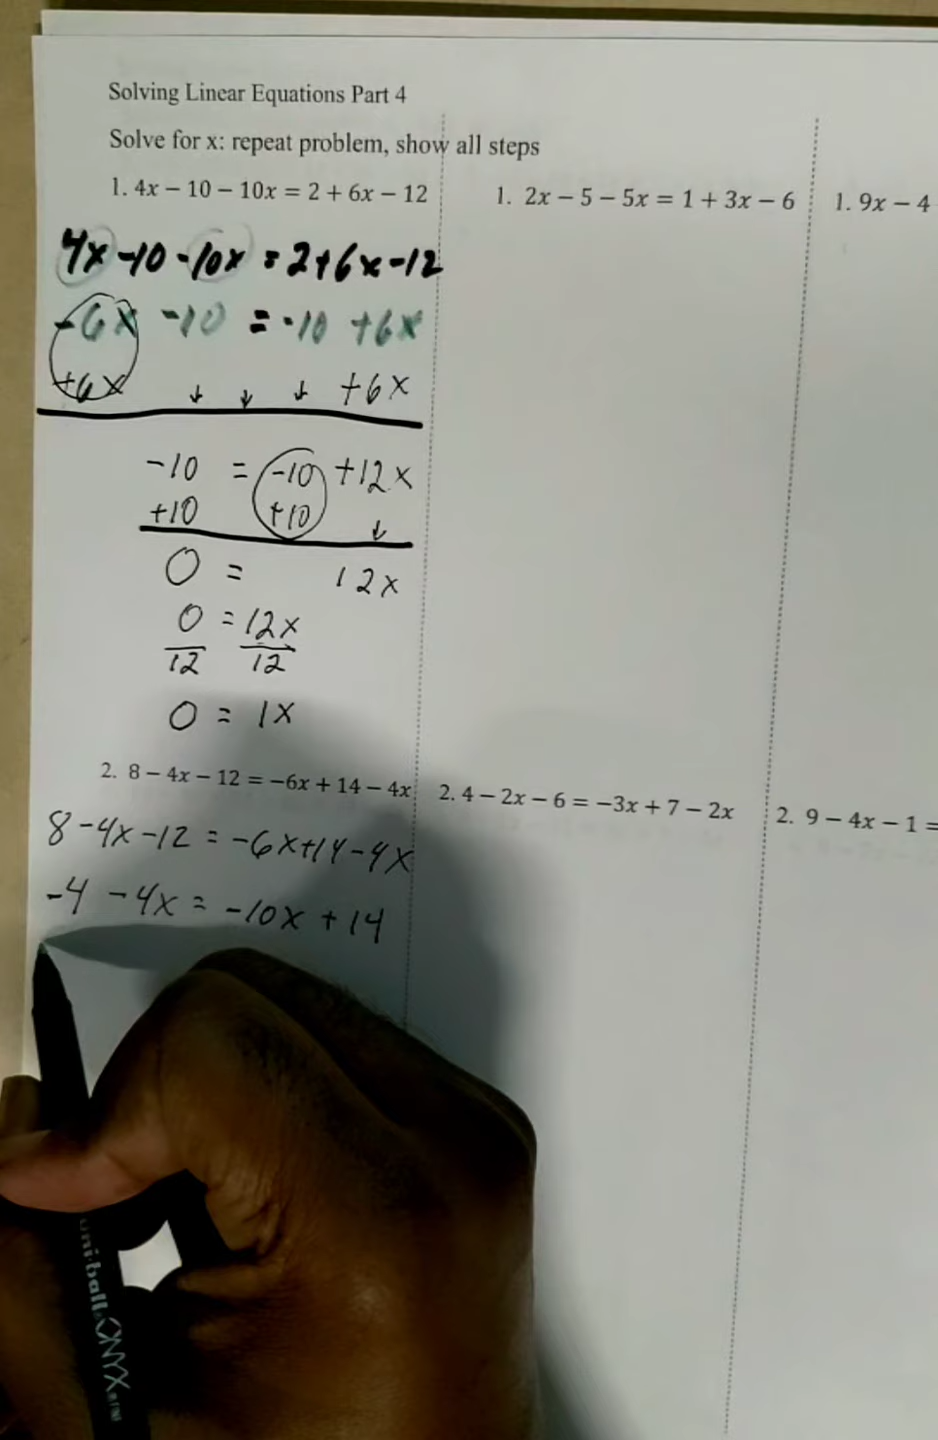 Solving Linear Equations Part 4
Solve for x: repeat problem, show all steps
1. 4x − 10 − 10x = 2 + 6x − 12
4x -10 -10x = 2+6x-12
-6x -10 = -10 +6x
+6x ↓ ↓ ↓ +6x
-10 = -10 +12x
+10 +10 ↓
0 = 12x
0 = 12x
12 12
0 = 1x
2. 8 − 4x − 12 = −6x + 14 − 4x
8-4x-12 = -6x+14-4x
-4 -4x = -10x + 14
1. 2x − 5 − 5x = 1 + 3x − 6
2. 4 − 2x − 6 = −3x + 7 − 2x
1. 9x − 4
2. 9 − 4x − 1 =
uni-ball ONYX